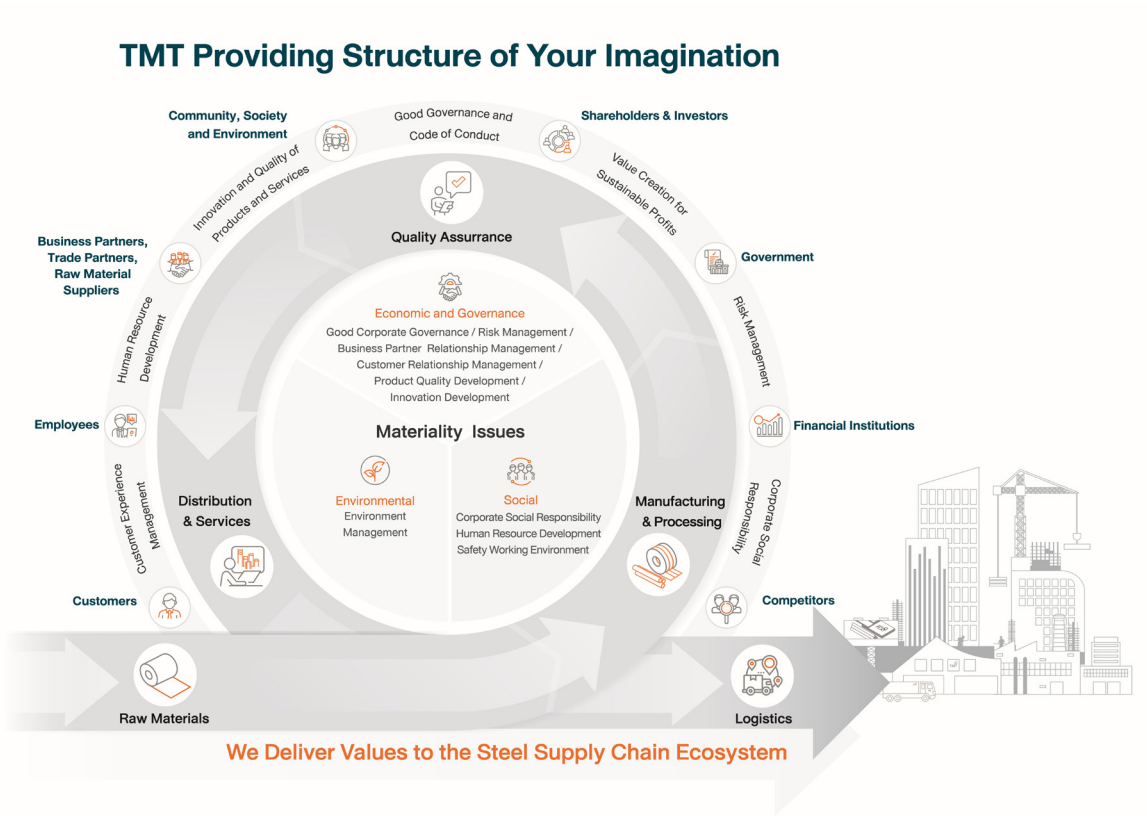 TMT Providing Structure of Your Imagination
Community, Society
and Environment
Good Governance and
Code of Conduct
Shareholders & Investors
Innovation and Quality of
Products and Services
Value Creation for
Sustainable Profits
Quality Assurrance
Business Partners,
Trade Partners,
Raw Material
Suppliers
Government
Human Resource
Development
Risk Management
Economic and Governance
Good Corporate Governance / Risk Management /
Business Partner Relationship Management /
Customer Relationship Management /
Product Quality Development /
Innovation Development
Employees
Financial Institutions
Materiality Issues
Customer Experience
Management
Distribution
& Services
Environmental
Environment
Management
Social
Corporate Social Responsibility
Human Resource Development
Safety Working Environment
Manufacturing
& Processing
Corporate Social
Responsibility
Customers
Competitors
Raw Materials
Logistics
We Deliver Values to the Steel Supply Chain Ecosystem